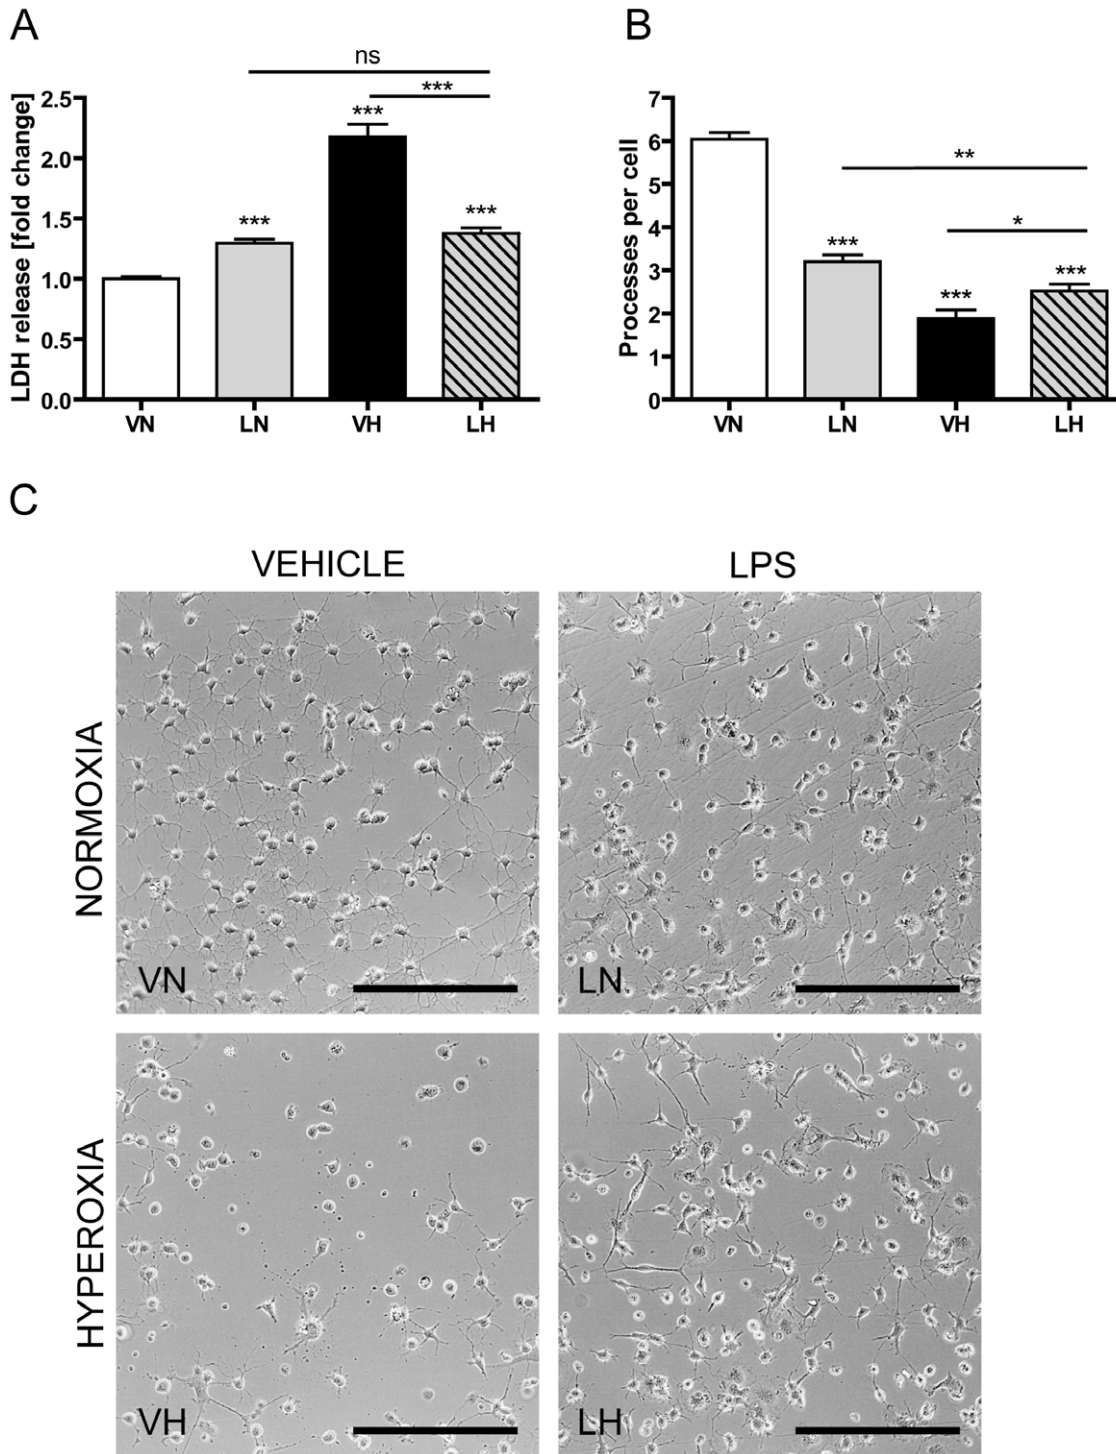 A
ns
***
***
***
***
LDH release [fold change]
2.5
2.0
1.5
1.0
0.5
0.0
VN LN VH LH
B
**
*
***
***
***
Processes per cell
7
6
5
4
3
2
1
0
VN LN VH LH
C
VEHICLE LPS
NORMOXIA
VN LN
HYPEROXIA
VH LH